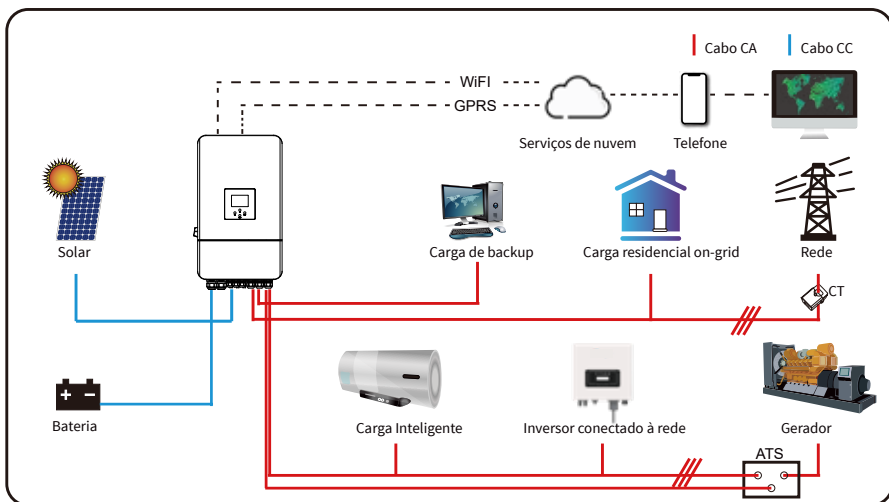 Cabo CA
Cabo CC
WiFI
GPRS
Serviços de nuvem
Telefone
Solar
Carga de backup
Carga residencial on-grid
Rede
CT
Bateria
Carga Inteligente
Inversor conectado à rede
Gerador
ATS